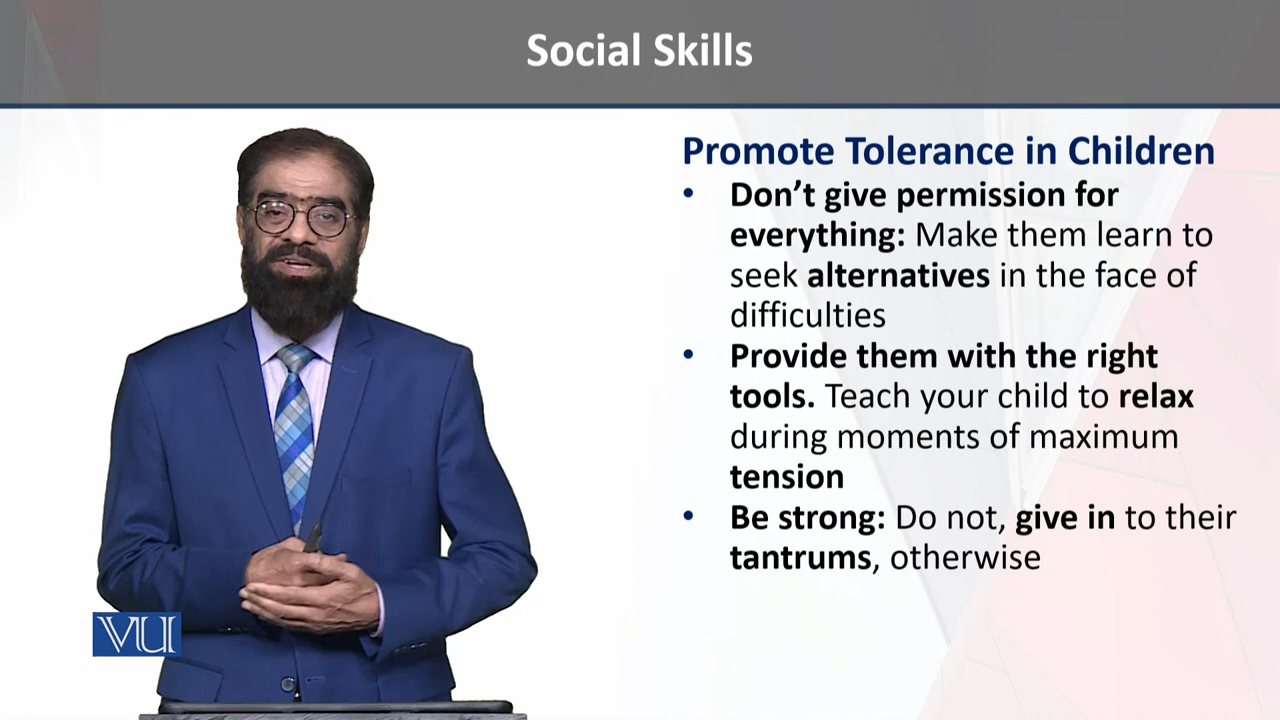 Social Skills
Promote Tolerance in Children
• Don’t give permission for
everything: Make them learn to
seek alternatives in the face of
difficulties
• Provide them with the right
tools. Teach your child to relax
during moments of maximum
tension
• Be strong: Do not, give in to their
tantrums, otherwise
VU